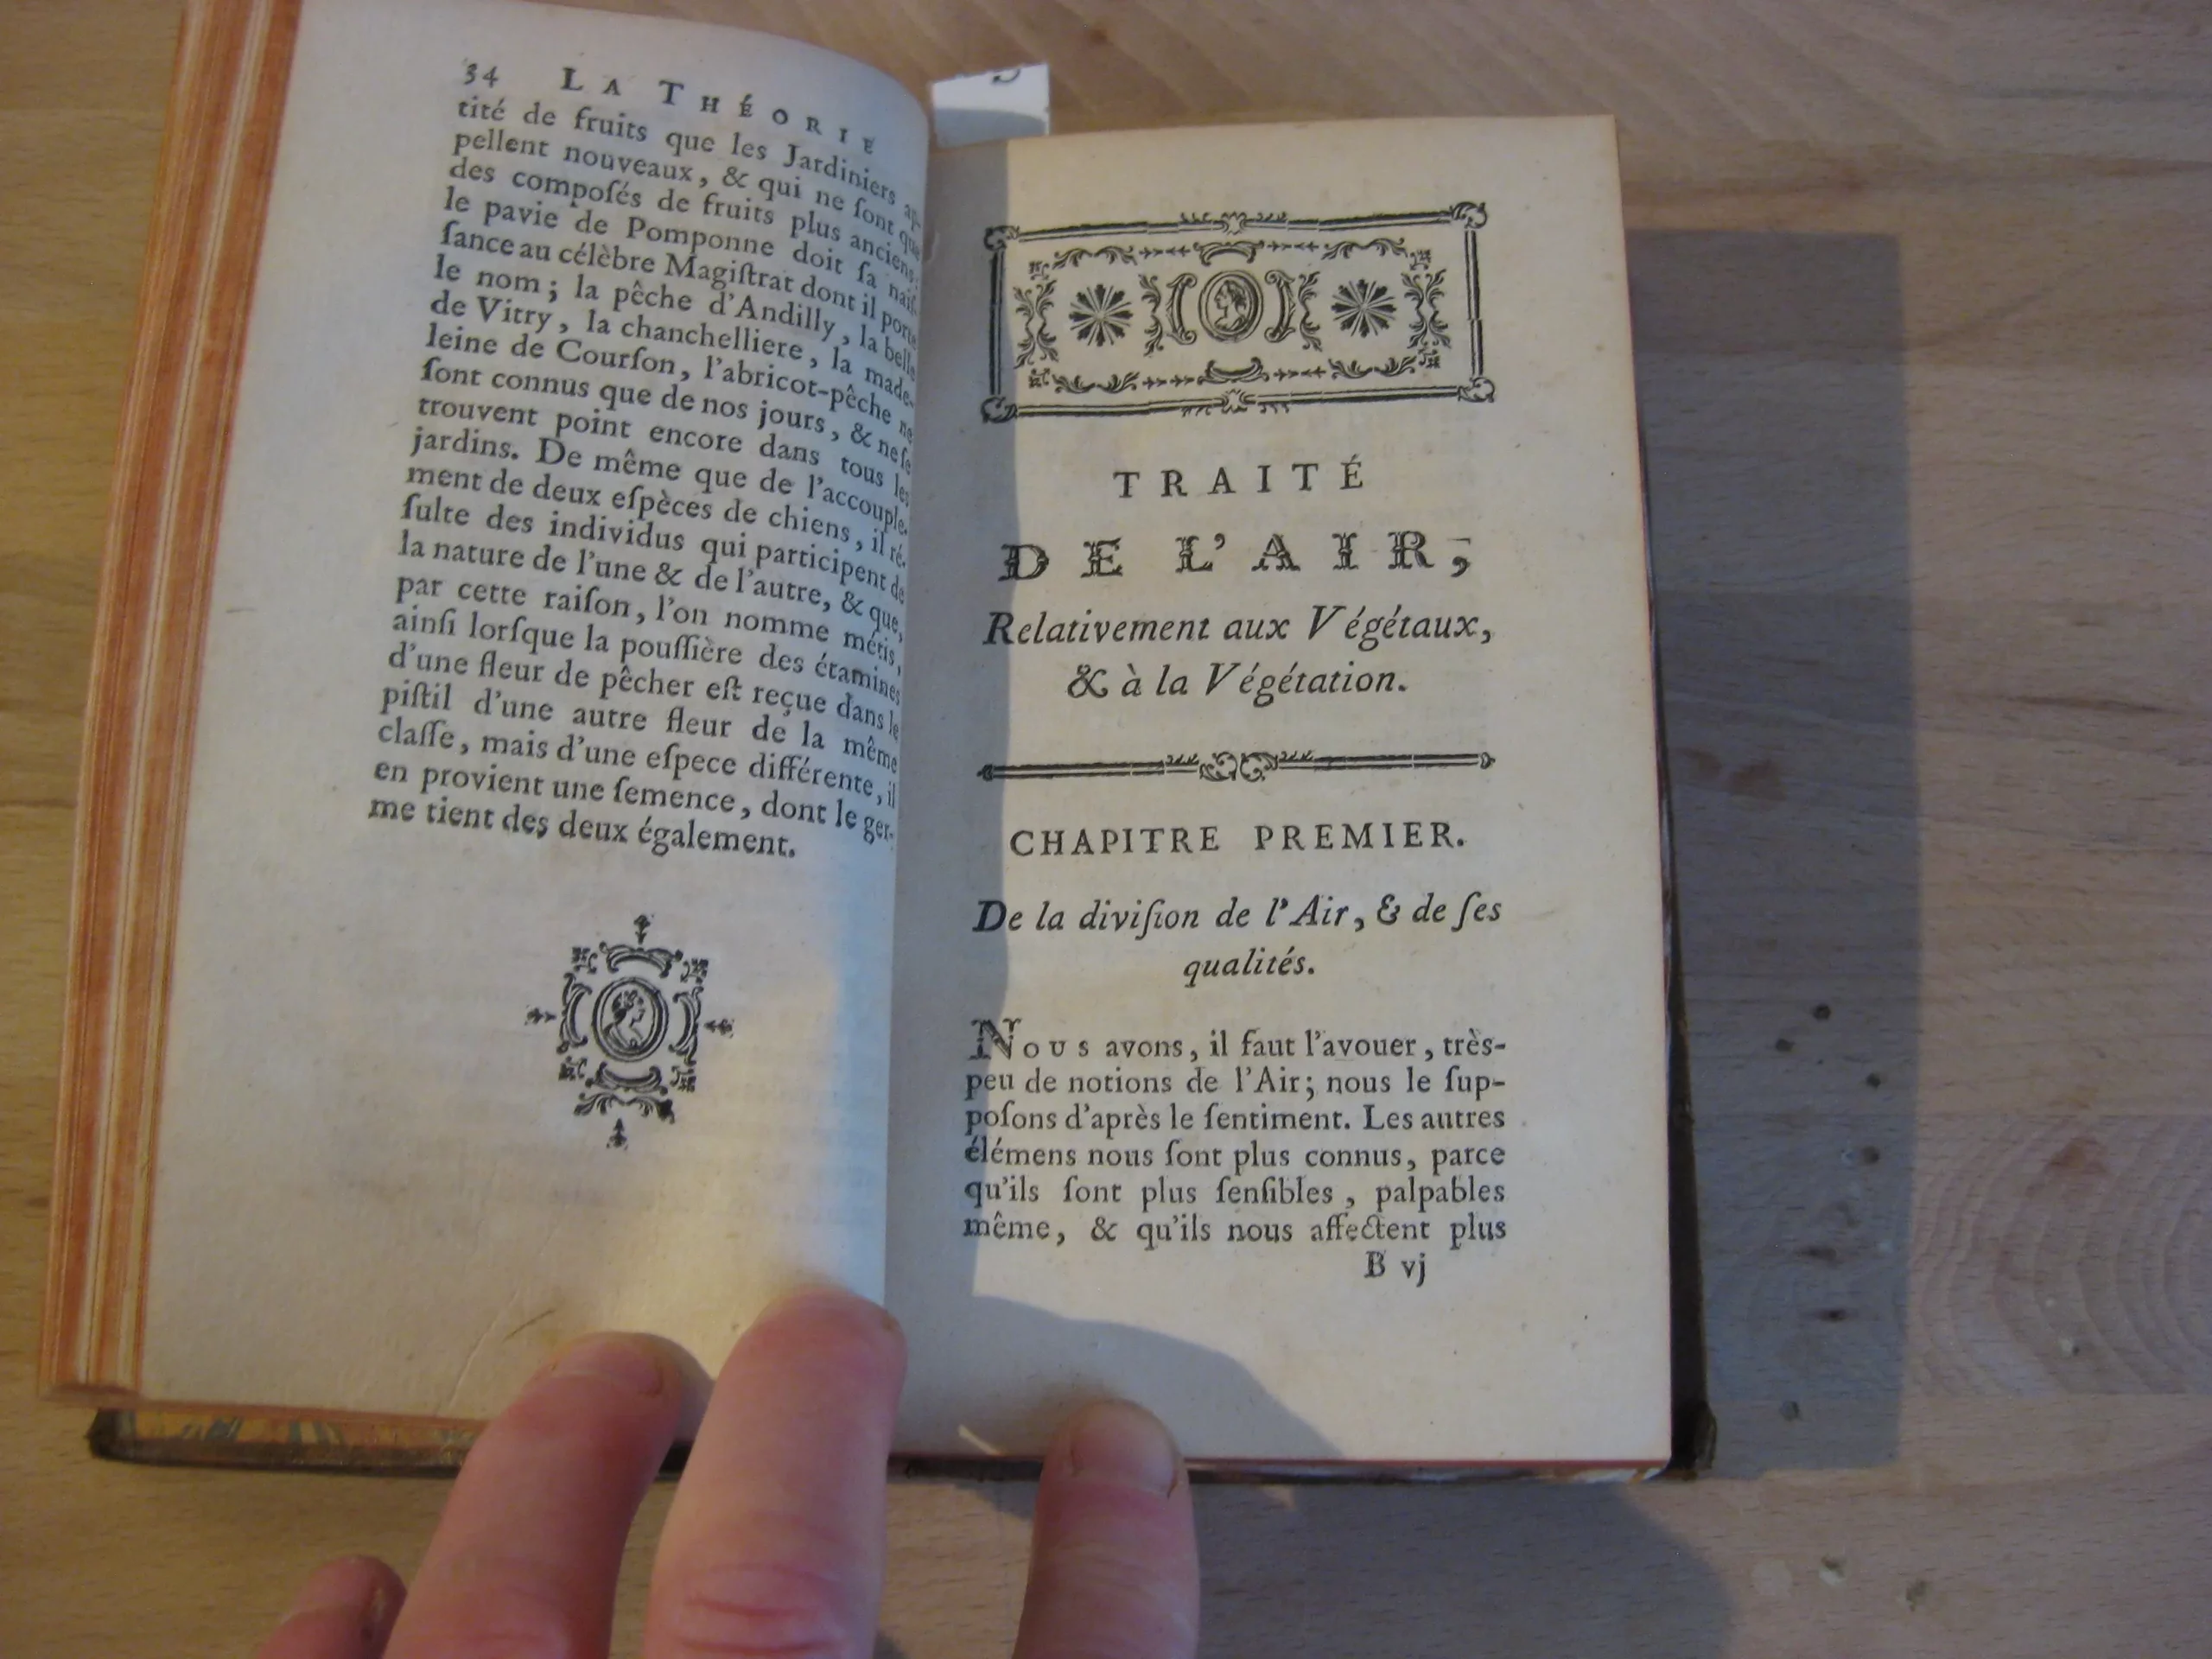 34 LA THÉORIE
tité de fruits que les Jardiniers ap-
pellent nouveaux, & qui ne ſont que
des compoſés de fruits plus anciens:
le pavie de Pomponne doit ſa naiſ-
ſance au célèbre Magiſtrat dont il porte
le nom; la pêche d'Andilly, la belle
de Vitry, la chanchelliere, la made-
leine de Courſon, l'abricot-pêche ne
ſont connus que de nos jours, & ne ſe
trouvent point encore dans tous les
jardins. De même que de l'accouple-
ment de deux eſpèces de chiens, il ré-
ſulte des individus qui participent de
la nature de l'une & de l'autre, & que,
par cette raiſon, l'on nomme métis,
ainſi lorſque la pouſſière des étamines
d'une fleur de pêcher eſt reçue dans le
piſtil d'une autre fleur de la même
claſſe, mais d'une eſpece différente, il
en provient une ſemence, dont le ger-
me tient des deux également.
TRAITÉ
DE L'AIR;
Relativement aux Végétaux,
& à la Végétation.
CHAPITRE PREMIER.
De la diviſion de l'Air, & de ſes
qualités.
Nous avons, il faut l'avouer, très-
peu de notions de l'Air; nous le ſup-
poſons d'après le ſentiment. Les autres
élémens nous ſont plus connus, parce
qu'ils ſont plus ſenſibles, palpables
même, & qu'ils nous affectent plus
B vj